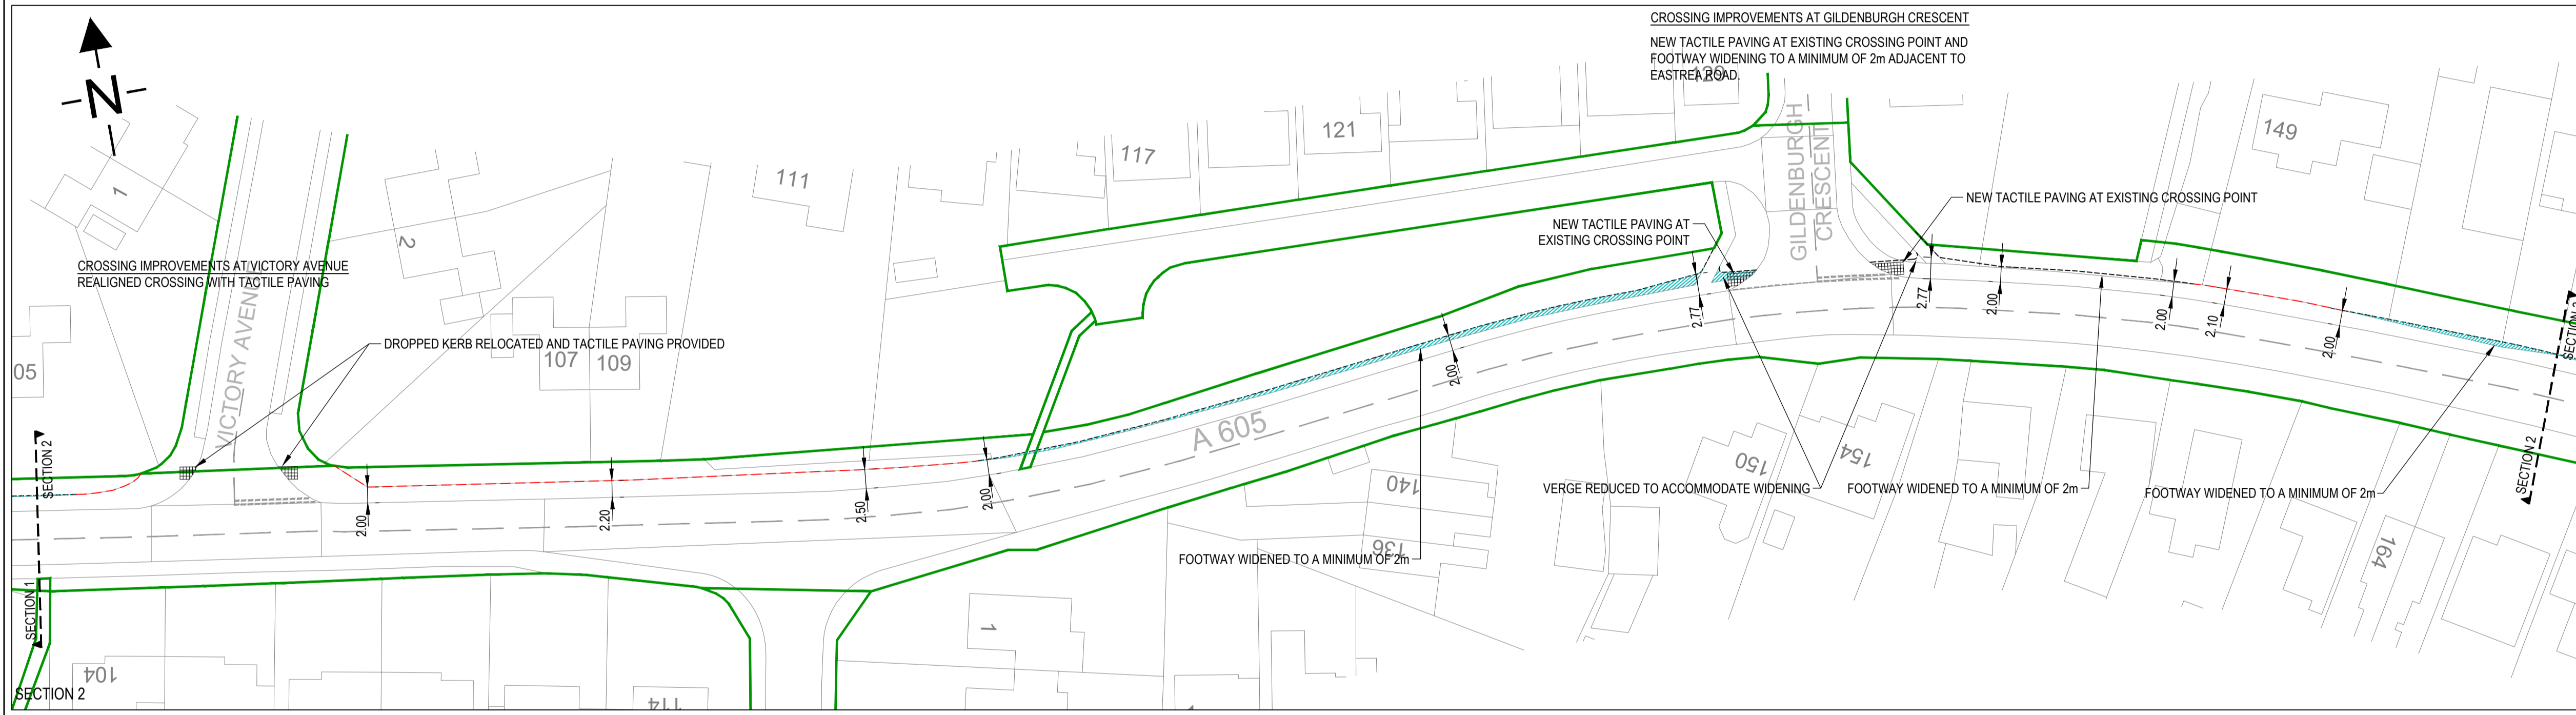 CROSSING IMPROVEMENTS AT GILDENBURGH CRESCENT
NEW TACTILE PAVING AT EXISTING CROSSING POINT AND
FOOTWAY WIDENING TO A MINIMUM OF 2m ADJACENT TO
EASTREA ROAD.
N
129
121
117
111
149
1
2
GILDENBURGH
CRESCENT
NEW TACTILE PAVING AT EXISTING CROSSING POINT
NEW TACTILE PAVING AT
EXISTING CROSSING POINT
CROSSING IMPROVEMENTS AT VICTORY AVENUE
REALIGNED CROSSING WITH TACTILE PAVING
VICTORY AVENUE
DROPPED KERB RELOCATED AND TACTILE PAVING PROVIDED
05
107
109
2.77
2.77
2.00
2.00
2.10
2.00
2.00
A 605
2.00
2.20
2.50
2.00
SECTION 2
SECTION 1
SECTION 2
140
136
150
154
164
VERGE REDUCED TO ACCOMMODATE WIDENING
FOOTWAY WIDENED TO A MINIMUM OF 2m
FOOTWAY WIDENED TO A MINIMUM OF 2m
FOOTWAY WIDENED TO A MINIMUM OF 2m
1
104
114
SECTION 2